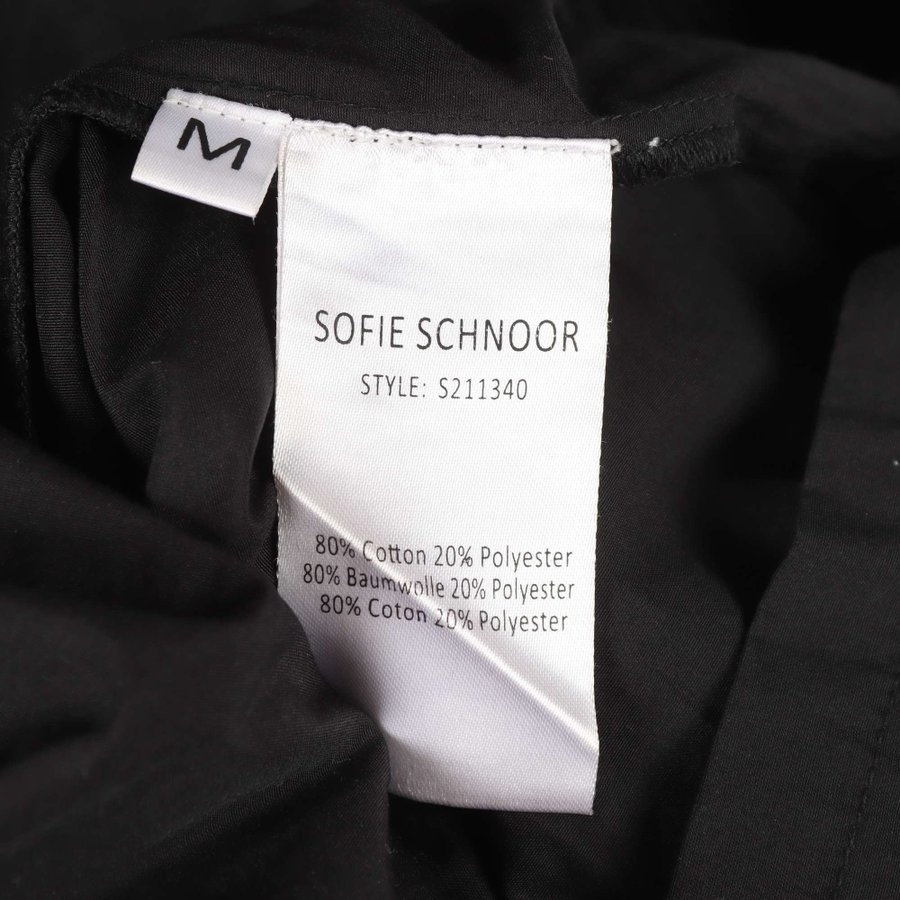 M
SOFIE SCHNOOR
STYLE: S211340
80% Cotton 20% Polyester
80% Baumwolle 20% Polyester
80% Coton 20% Polyester